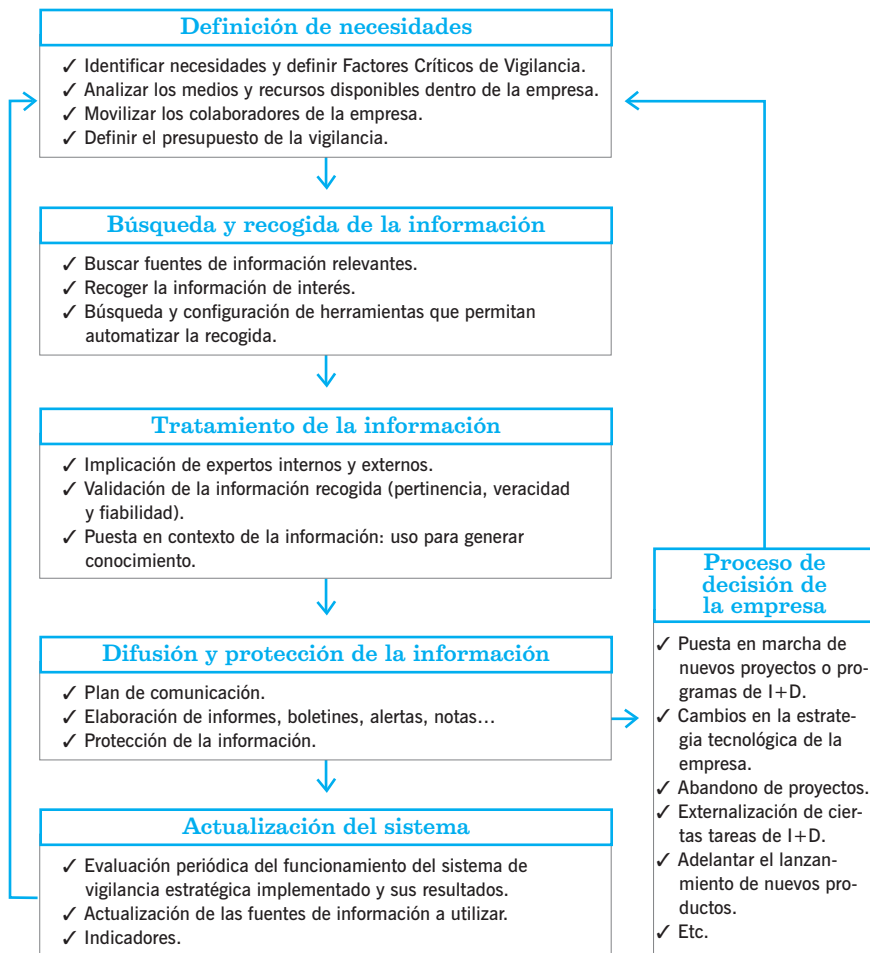 Definición de necesidades
✓ Identificar necesidades y definir Factores Críticos de Vigilancia.
✓ Analizar los medios y recursos disponibles dentro de la empresa.
✓ Movilizar los colaboradores de la empresa.
✓ Definir el presupuesto de la vigilancia.
Búsqueda y recogida de la información
✓ Buscar fuentes de información relevantes.
✓ Recoger la información de interés.
✓ Búsqueda y configuración de herramientas que permitan
automatizar la recogida.
Tratamiento de la información
✓ Implicación de expertos internos y externos.
✓ Validación de la información recogida (pertinencia, veracidad
y fiabilidad).
✓ Puesta en contexto de la información: uso para generar
conocimiento.
Difusión y protección de la información
✓ Plan de comunicación.
✓ Elaboración de informes, boletines, alertas, notas…
✓ Protección de la información.
Actualización del sistema
✓ Evaluación periódica del funcionamiento del sistema de
vigilancia estratégica implementado y sus resultados.
✓ Actualización de las fuentes de información a utilizar.
✓ Indicadores.
Proceso de
decisión de
la empresa
✓ Puesta en marcha de
nuevos proyectos o pro-
gramas de I+D.
✓ Cambios en la estrate-
gia tecnológica de la
empresa.
✓ Abandono de proyectos.
✓ Externalización de cier-
tas tareas de I+D.
✓ Adelantar el lanza-
miento de nuevos pro-
ductos.
✓ Etc.